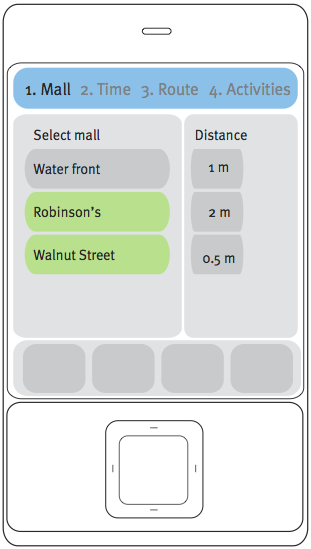 1. Mall 2. Time 3. Route 4. Activities
Select mall Distance
Water front 1 m
Robinson's 2 m
Walnut Street 0.5 m